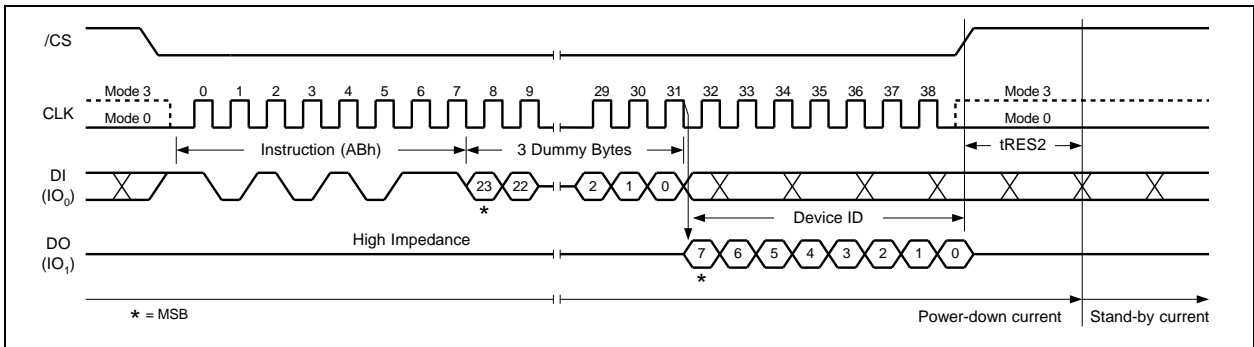 /CS
Mode 3 0 1 2 3 4 5 6 7 8 9 29 30 31 32 33 34 35 36 37 38 Mode 3
CLK
Mode 0 Mode 0
Instruction (ABh) 3 Dummy Bytes tRES2
DI
(IO0) 23 22 2 1 0
*
Device ID
High Impedance
DO
(IO1) 7 6 5 4 3 2 1 0
*
* = MSB Power-down current Stand-by current